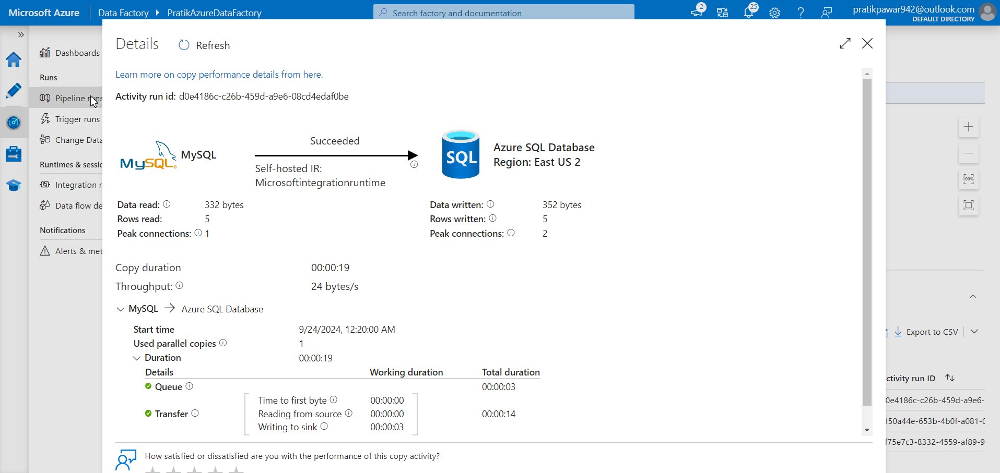 Microsoft Azure
Data Factory
PratikAzureDataFactory
Search factory and documentation
2
25
pratikpawar942@outlook.com
DEFAULT DIRECTORY
Dashboards
Runs
Pipeline runs
Trigger runs
Change Data
Runtimes & sessio
Integration r
Data flow de
Notifications
Alerts & met
Details
Refresh
Learn more on copy performance details from here.
Activity run id: d0e4186c-c26b-459d-a9e6-08cd4edaf0be
MySQL
MySQL
Succeeded
Self-hosted IR:
Microsoftintegrationruntime
SQL
Azure SQL Database
Region: East US 2
Data read: 332 bytes
Rows read: 5
Peak connections: 1
Data written: 352 bytes
Rows written: 5
Peak connections: 2
Copy duration 00:00:19
Throughput: 24 bytes/s
MySQL → Azure SQL Database
Start time 9/24/2024, 12:20:00 AM
Used parallel copies 1
Duration 00:00:19
Details Working duration Total duration
Queue 00:00:03
Time to first byte 00:00:00
Transfer Reading from source 00:00:00 00:00:14
Writing to sink 00:00:03
How satisfied or dissatisfied are you with the performance of this copy activity?
100%
Export to CSV
ctivity run ID
0e4186c-c26b-459d-a9e6-
f50a44e-653b-4b0f-a081-0
f75e7c3-8332-4559-af89-9